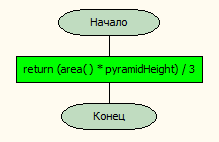 Начало
return (area( ) * pyramidHeight) / 3
Конец